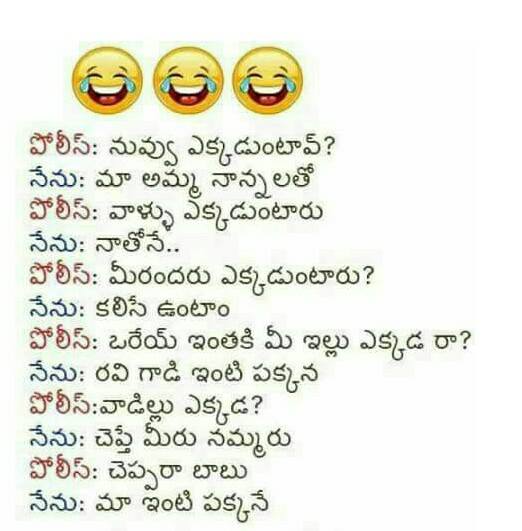 పోలీస్: నువ్వు ఎక్కడుంటావ్?
నేను: మా అమ్మ నాన్నలతో
పోలీస్: వాళ్ళు ఎక్కడుంటారు
నేను: నాతోనే..
పోలీస్: మీరందరు ఎక్కడుంటారు?
నేను: కలిసే ఉంటాం
పోలీస్: ఒరేయ్ ఇంతకి మీ ఇల్లు ఎక్కడ రా?
నేను: రవి గాడి ఇంటి పక్కన
పోలీస్:వాడిల్లు ఎక్కడ?
నేను: చెప్తే మీరు నమ్మరు
పోలీస్: చెప్పరా బాబు
నేను: మా ఇంటి పక్కనే